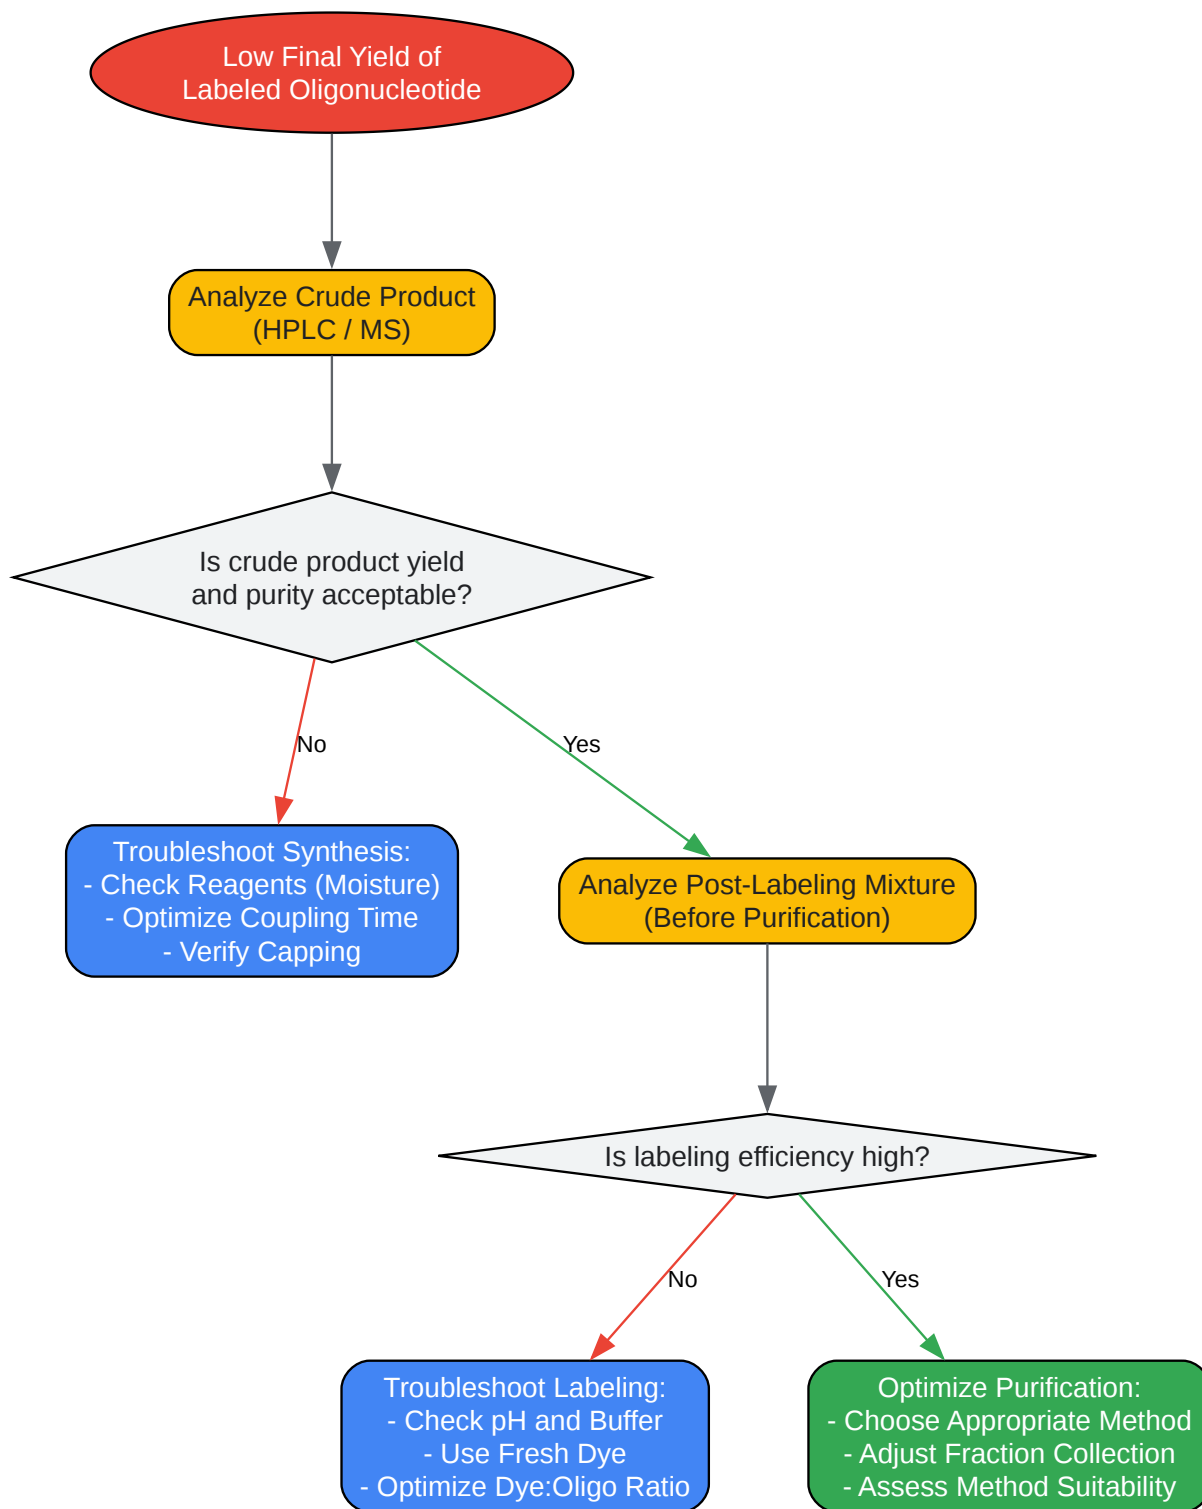 Low Final Yield of
Labeled Oligonucleotide
Analyze Crude Product
(HPLC / MS)
Is crude product yield
and purity acceptable?
No
Yes
Troubleshoot Synthesis:
- Check Reagents (Moisture)
- Optimize Coupling Time
- Verify Capping
Analyze Post-Labeling Mixture
(Before Purification)
Is labeling efficiency high?
No
Yes
Troubleshoot Labeling:
- Check pH and Buffer
- Use Fresh Dye
- Optimize Dye:Oligo Ratio
Optimize Purification:
- Choose Appropriate Method
- Adjust Fraction Collection
- Assess Method Suitability